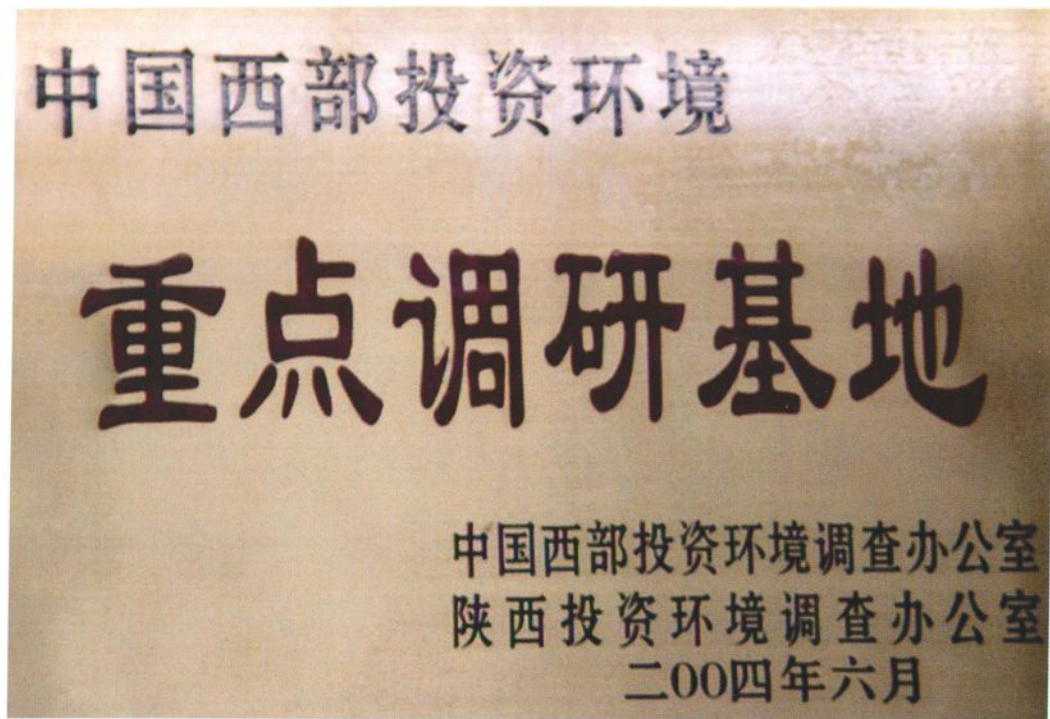 中国西部投资环境
重点调研基地
中国西部投资环境调查办公室
陕西投资环境调查办公室
二00四年六月